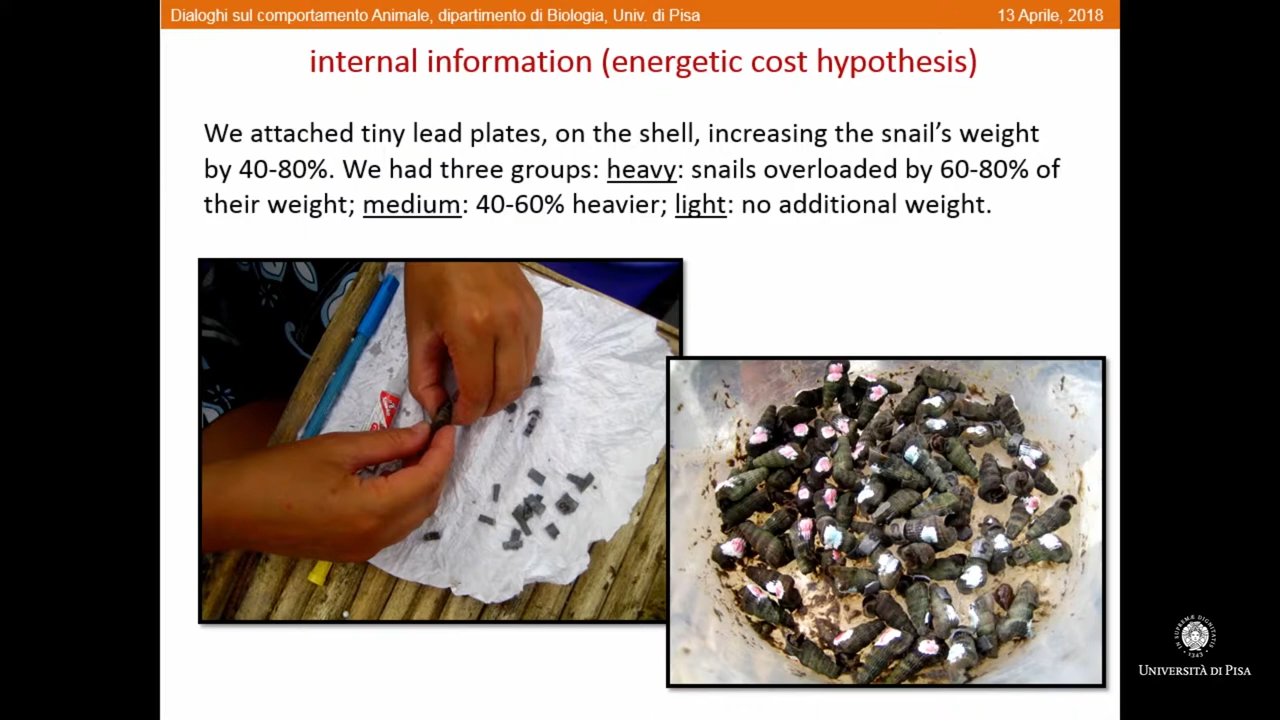 Dialoghi sul comportamento Animale, dipartimento di Biologia, Univ. di Pisa
13 Aprile, 2018
internal information (energetic cost hypothesis)
We attached tiny lead plates, on the shell, increasing the snail's weight
by 40-80%. We had three groups: heavy: snails overloaded by 60-80% of
their weight; medium: 40-60% heavier; light: no additional weight.
UNIVERSITÀ DI PISA